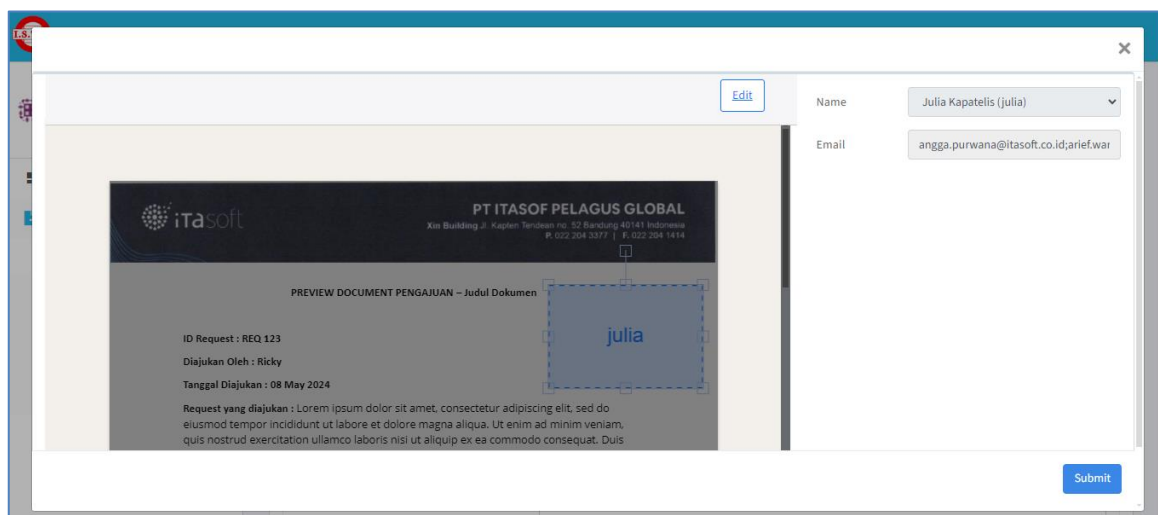 I.S.
×
Edit
Name
Julia Kapatelis (julia)
Email
angga.purwana@itasoft.co.id;arief.war
iTasoft
PT ITASOF PELAGUS GLOBAL
Xin Building Jl. Kapten Tendean no. 52 Bandung 40141 Indonesia
P. 022 204 3377 | F. 022 204 1414
PREVIEW DOCUMENT PENGAJUAN – Judul Dokumen
julia
ID Request : REQ 123
Diajukan Oleh : Ricky
Tanggal Diajukan : 08 May 2024
Request yang diajukan : Lorem ipsum dolor sit amet, consectetur adipiscing elit, sed do
eiusmod tempor incididunt ut labore et dolore magna aliqua. Ut enim ad minim veniam,
quis nostrud exercitation ullamco laboris nisi ut aliquip ex ea commodo consequat. Duis
Submit